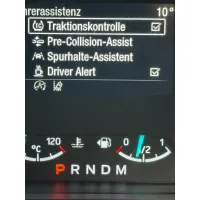 rerassistenz 10°
Traktionskontrolle
Pre-Collision-Assist
Spurhalte-Assistent
Driver Alert
°C 120 0 1/2 1
P R N D M